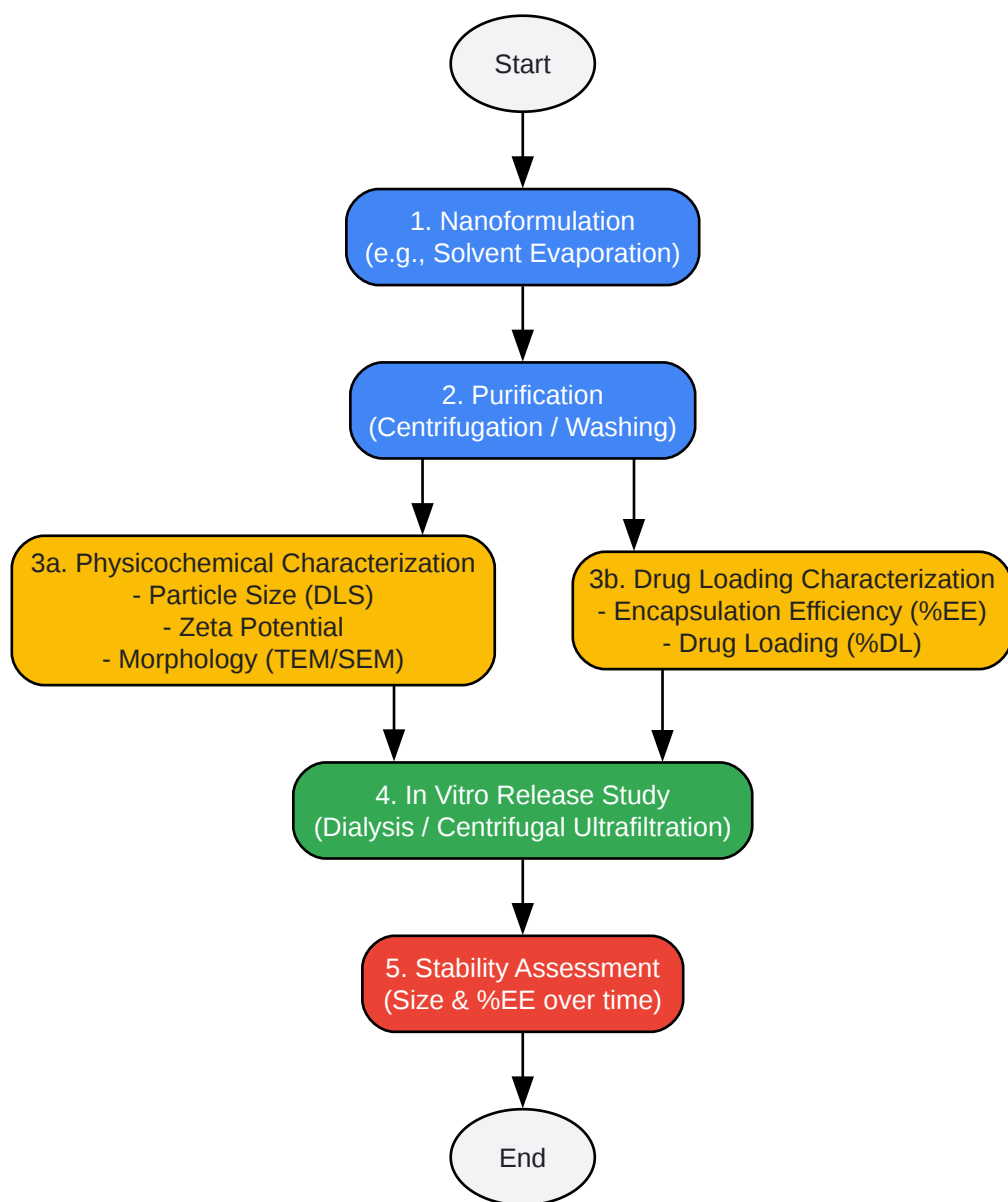 Start
1. Nanoformulation
(e.g., Solvent Evaporation)
2. Purification
(Centrifugation / Washing)
3a. Physicochemical Characterization
- Particle Size (DLS)
- Zeta Potential
- Morphology (TEM/SEM)
3b. Drug Loading Characterization
- Encapsulation Efficiency (%EE)
- Drug Loading (%DL)
4. In Vitro Release Study
(Dialysis / Centrifugal Ultrafiltration)
5. Stability Assessment
(Size & %EE over time)
End